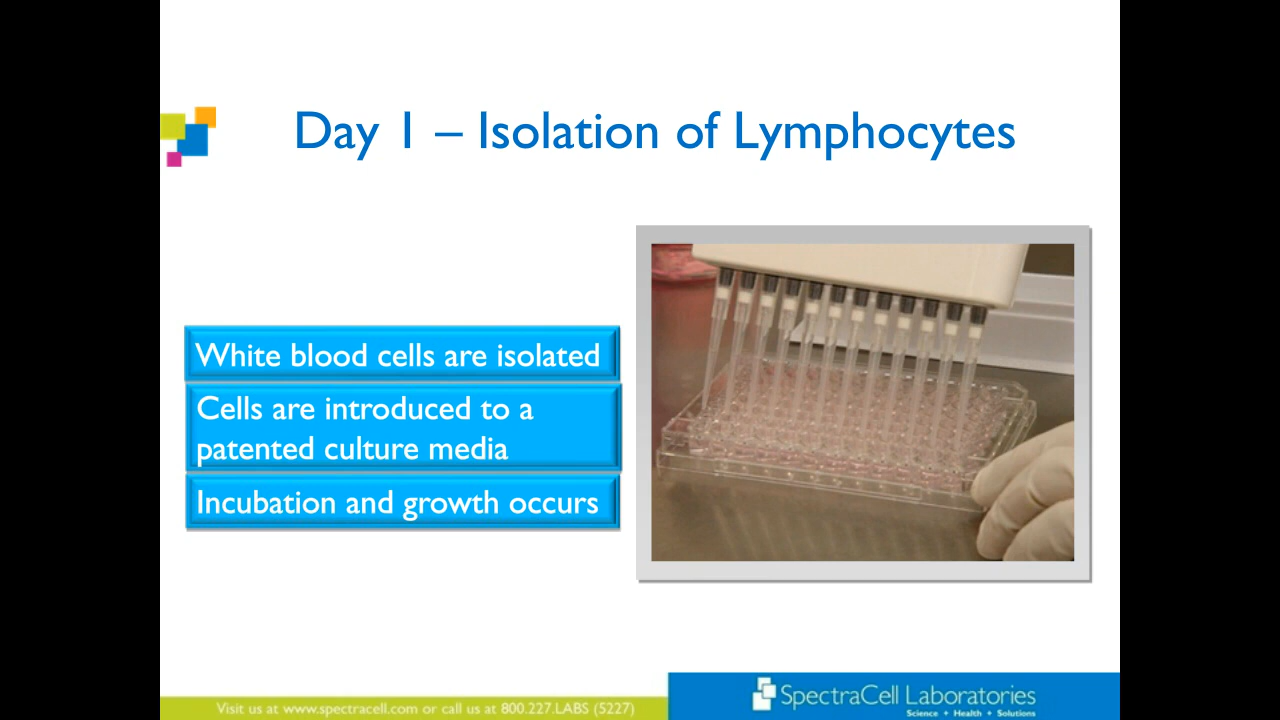 Day 1 – Isolation of Lymphocytes
White blood cells are isolated
Cells are introduced to a
patented culture media
Incubation and growth occurs
Visit us at www.spectracell.com or call us at 800.227.LABS (5227)
SpectraCell Laboratories
Science + Health + Solutions